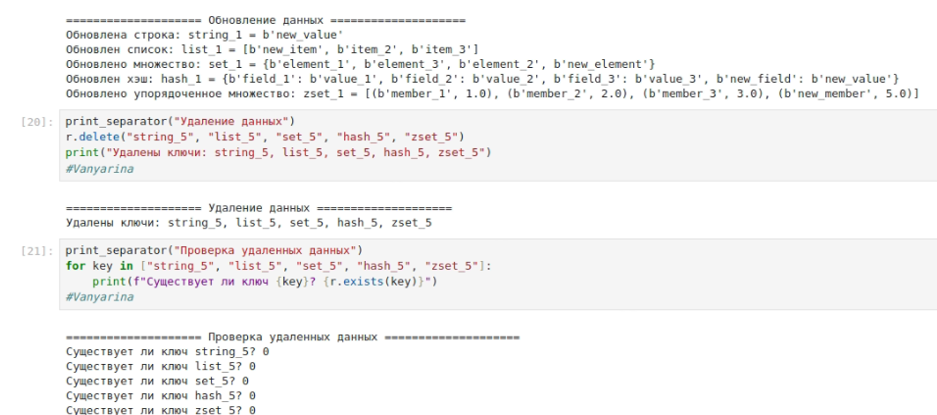 ==================== Обновление данных ====================
Обновлена строка: string_1 = b'new_value'
Обновлен список: list_1 = [b'new_item', b'item_2', b'item_3']
Обновлено множество: set_1 = {b'element_1', b'element_3', b'element_2', b'new_element'}
Обновлен хэш: hash_1 = {b'field_1': b'value_1', b'field_2': b'value_2', b'field_3': b'value_3', b'new_field': b'new_value'}
Обновлено упорядоченное множество: zset_1 = [(b'member_1', 1.0), (b'member_2', 2.0), (b'member_3', 3.0), (b'new_member', 5.0)]
[20]: print_separator("Удаление данных")
r.delete("string_5", "list_5", "set_5", "hash_5", "zset_5")
print("Удалены ключи: string_5, list_5, set_5, hash_5, zset_5")
#Vanyarina
==================== Удаление данных ====================
Удалены ключи: string_5, list_5, set_5, hash_5, zset_5
[21]: print_separator("Проверка удаленных данных")
for key in ["string_5", "list_5", "set_5", "hash_5", "zset_5"]:
    print(f"Существует ли ключ {key}? {r.exists(key)}")
#Vanyarina
==================== Проверка удаленных данных ====================
Существует ли ключ string_5? 0
Существует ли ключ list_5? 0
Существует ли ключ set_5? 0
Существует ли ключ hash_5? 0
Существует ли ключ zset_5? 0